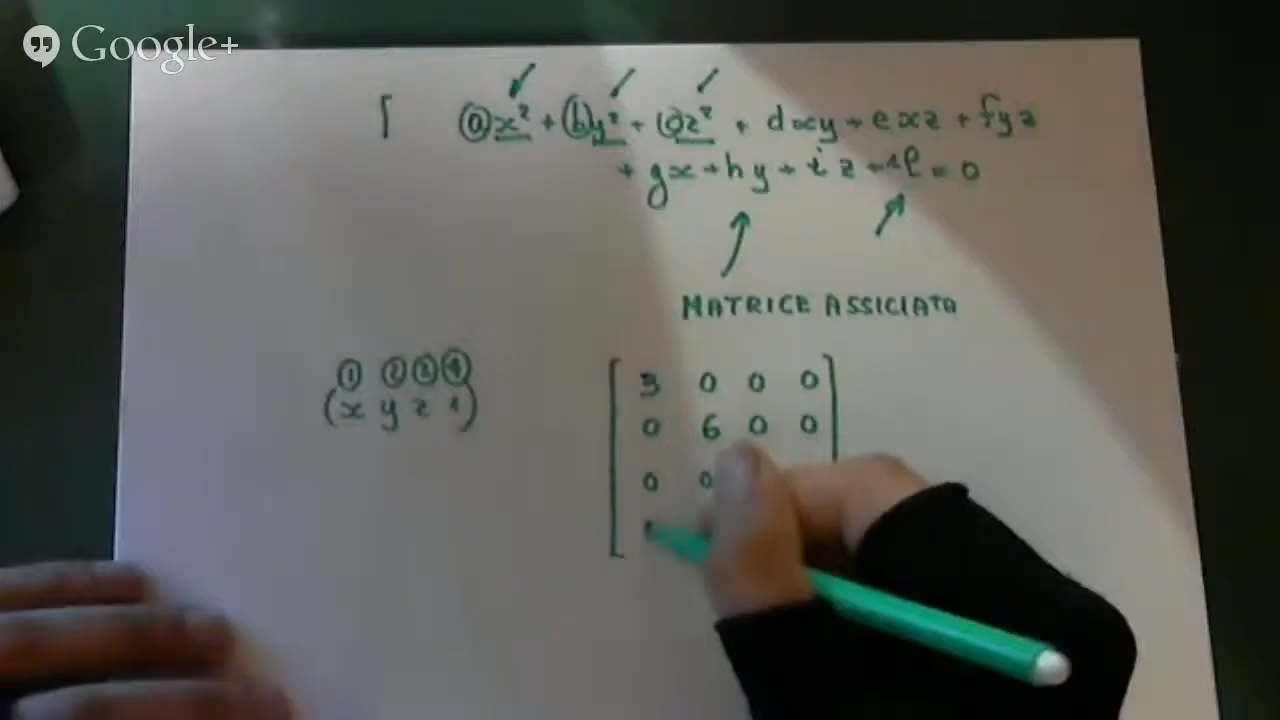 Google+
Γ ax² + by² + cz² + dxy + exz + fyz
+ gx + hy + iz + l = 0
MATRICE ASSICIATA
1 2 3 4
(x y z 1)
3 0 0 0
0 6 0 0
0 0